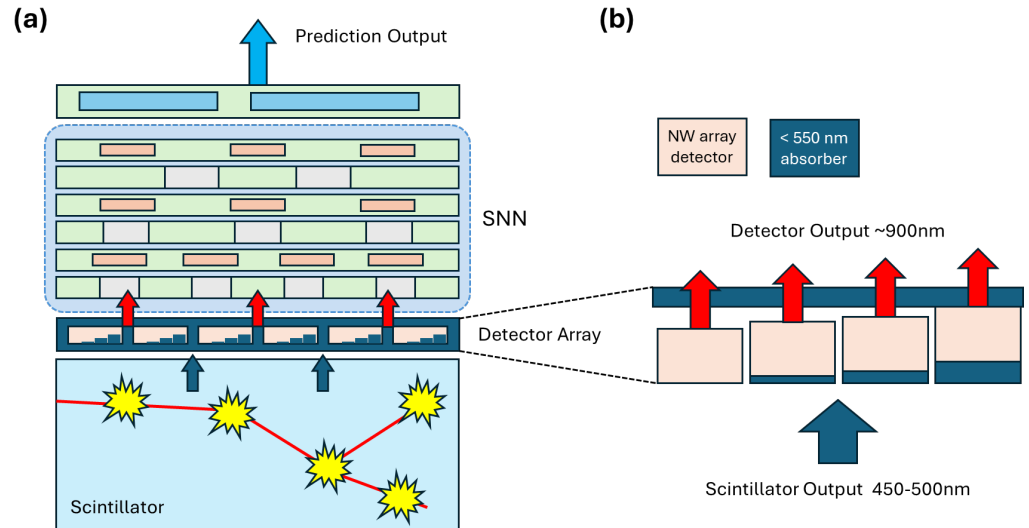 (a)
Prediction Output
SNN
Detector Array
Scintillator
(b)
NW array
detector
< 550 nm
absorber
Detector Output ~900nm
Scintillator Output 450-500nm